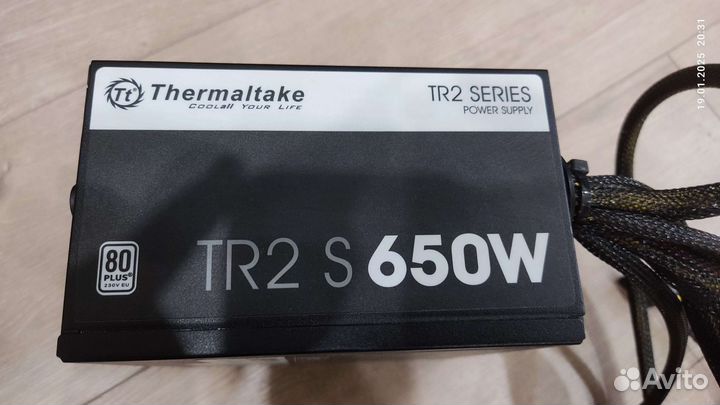 Tt Thermaltake
COOLall YOUR LIFE
TR2 SERIES
POWER SUPPLY
80
PLUS®
230V EU
TR2 S 650W
19.01.2025 20:31
Avito